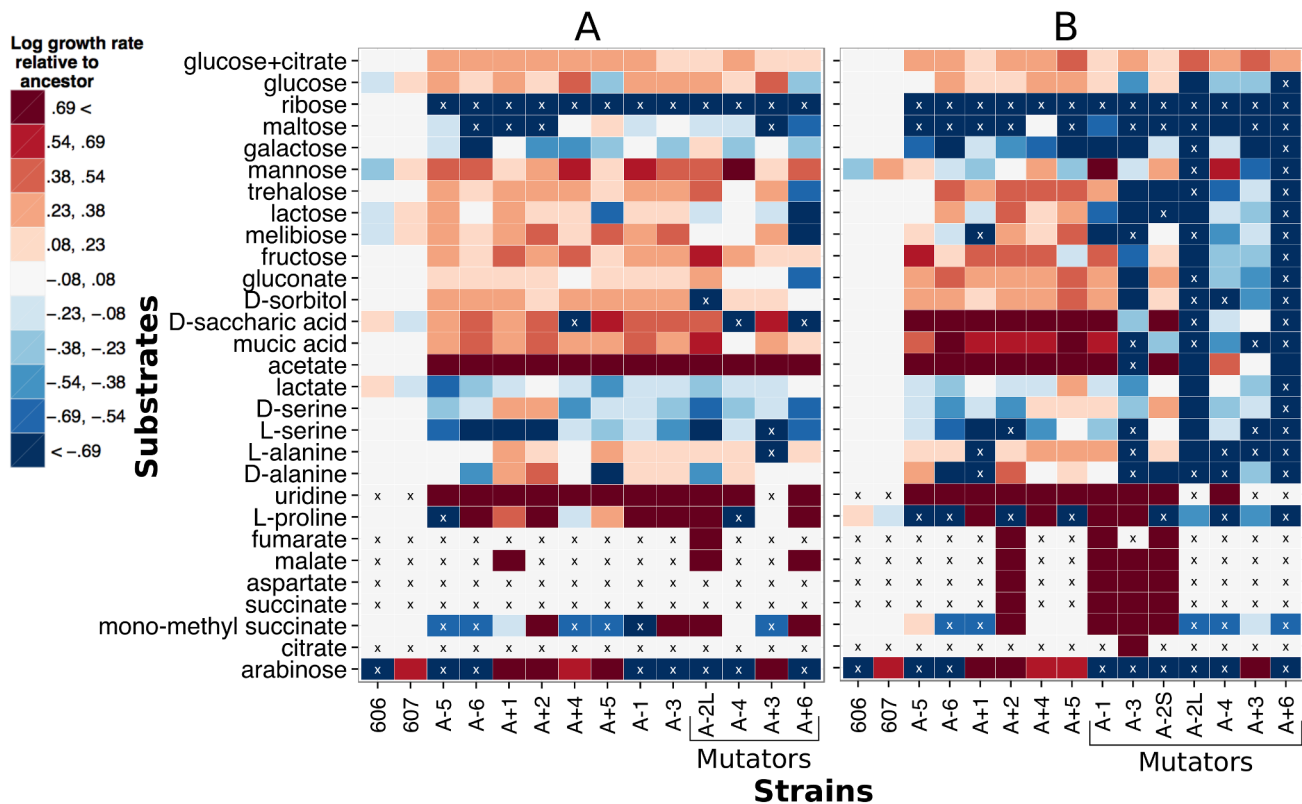 A
B
Log growth rate
relative to
ancestor
.69 <
.54, .69
.38, .54
.23, .38
.08, .23
-.08, .08
-.23, -.08
-.38, -.23
-.54, -.38
-.69, -.54
< -.69
Substrates
glucose+citrate
glucose
ribose
maltose
galactose
mannose
trehalose
lactose
melibiose
fructose
gluconate
D-sorbitol
D-saccharic acid
mucic acid
acetate
lactate
D-serine
L-serine
L-alanine
D-alanine
uridine
L-proline
fumarate
malate
aspartate
succinate
mono-methyl succinate
citrate
arabinose
606
607
A-5
A-6
A+1
A+2
A+4
A+5
A-1
A-3
A-2L
A-4
A+3
A+6
Mutators
606
607
A-5
A-6
A+1
A+2
A+4
A+5
A-1
A-3
A-2S
A-2L
A-4
A+3
A+6
Mutators
Strains